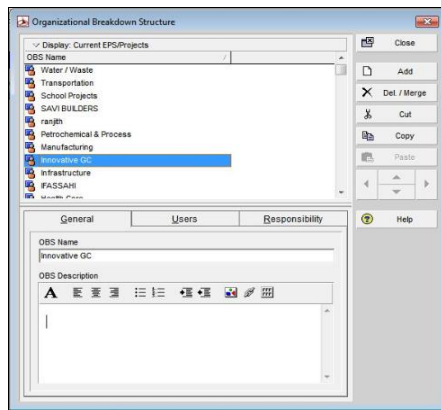 Organizational Breakdown Structure
Display: Current EPS/Projects
OBS Name
Water / Waste
Transportation
School Projects
SAVI BUILDERS
ranjith
Petrochemical & Process
Manufacturing
Innovative GC
Infrastructure
IFASSAHI
Health Care
General Users Responsibility
OBS Name
Innovative GC
OBS Description
A
Close
Add
Del. / Merge
Cut
Copy
Paste
Help